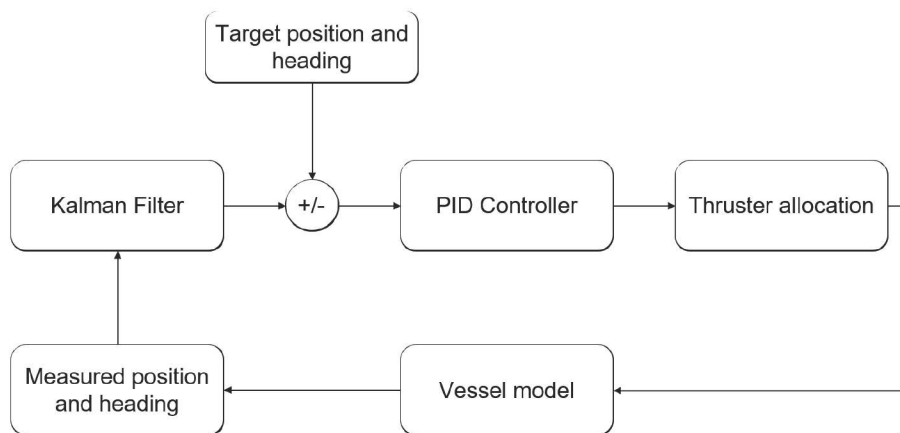 Target position and
heading
Kalman Filter
+/-
PID Controller
Thruster allocation
Measured position
and heading
Vessel model